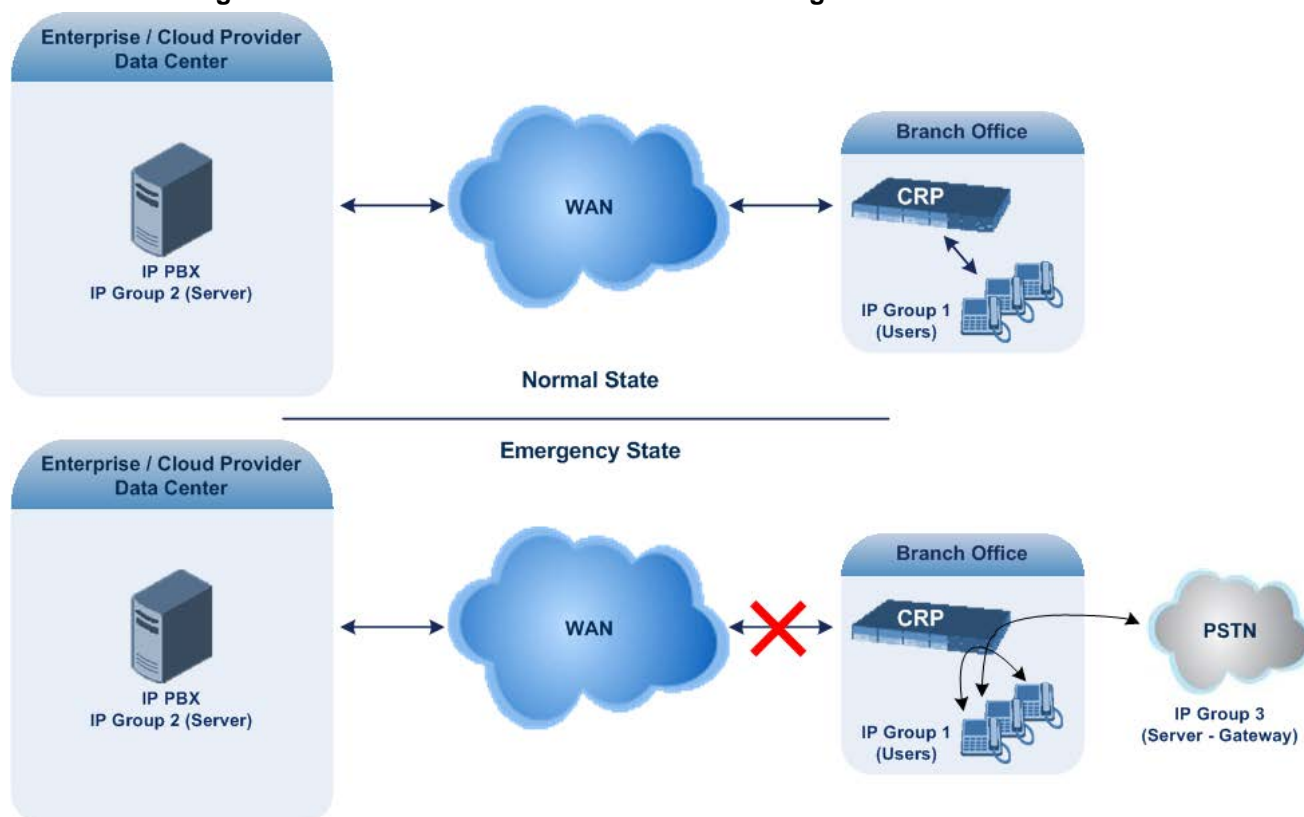 Enterprise / Cloud Provider
Data Center
IP PBX
IP Group 2 (Server)
WAN
Branch Office
CRP
IP Group 1
(Users)
Normal State
Emergency State
Enterprise / Cloud Provider
Data Center
IP PBX
IP Group 2 (Server)
WAN
Branch Office
CRP
IP Group 1
(Users)
PSTN
IP Group 3
(Server - Gateway)